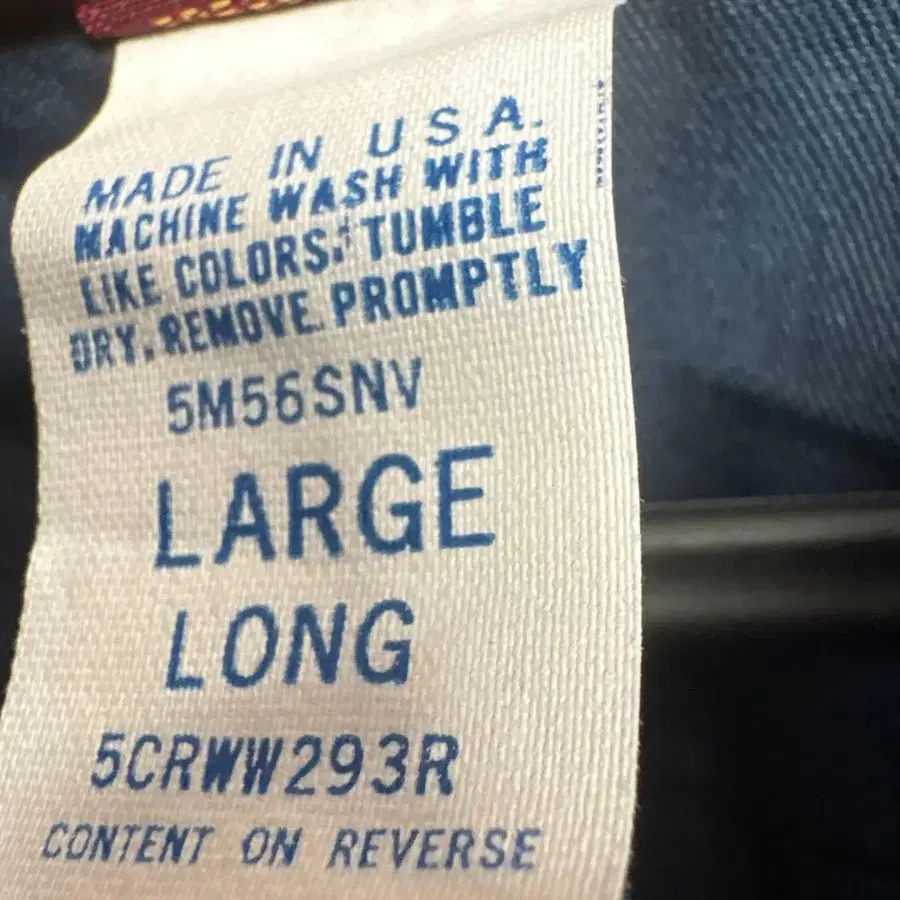 MADE IN U S A.
MACHINE WASH WITH
LIKE COLORS; TUMBLE
DRY. REMOVE PROMPTLY
5M56SNV
LARGE
LONG
5CRWW293R
CONTENT ON REVERSE